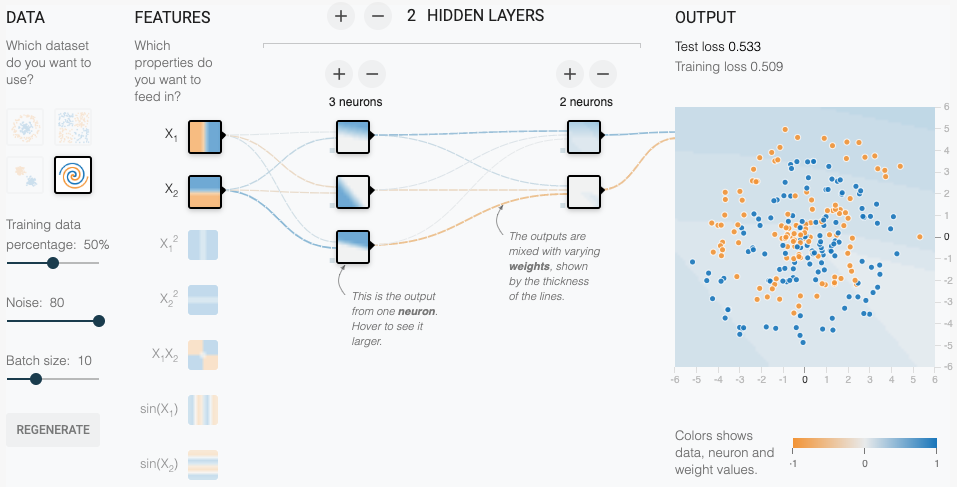 DATA
Which dataset
do you want to
use?
Training data
percentage: 50%
Noise: 80
Batch size: 10
REGENERATE
FEATURES
Which
properties do
you want to
feed in?
X1
X2
X1²
X2²
X1X2
sin(X1)
sin(X2)
+ − 2 HIDDEN LAYERS
+ −
3 neurons
+ −
2 neurons
This is the output
from one neuron.
Hover to see it
larger.
The outputs are
mixed with varying
weights, shown
by the thickness
of the lines.
OUTPUT
Test loss 0.533
Training loss 0.509
6
5
4
3
2
1
0
-1
-2
-3
-4
-5
-6
-6 -5 -4 -3 -2 -1 0 1 2 3 4 5 6
Colors shows
data, neuron and
weight values.
-1 0 1